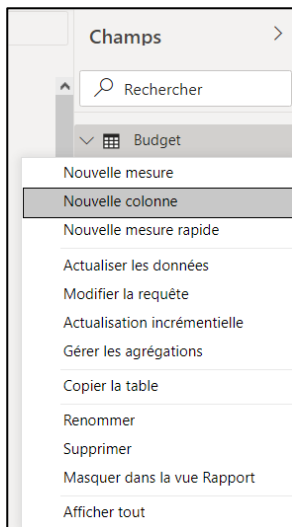 Champs
Rechercher
Budget
Nouvelle mesure
Nouvelle colonne
Nouvelle mesure rapide
Actualiser les données
Modifier la requête
Actualisation incrémentielle
Gérer les agrégations
Copier la table
Renommer
Supprimer
Masquer dans la vue Rapport
Afficher tout